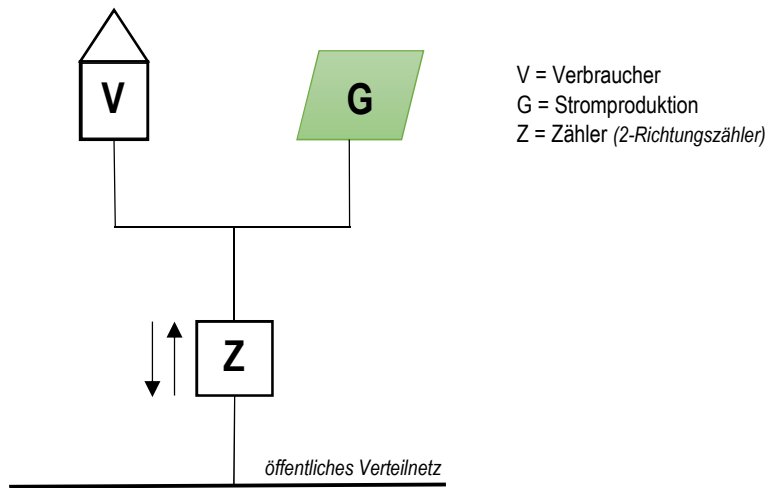 V
G
V = Verbraucher
G = Stromproduktion
Z = Zähler (2-Richtungszähler)
Z
öffentliches Verteilnetz